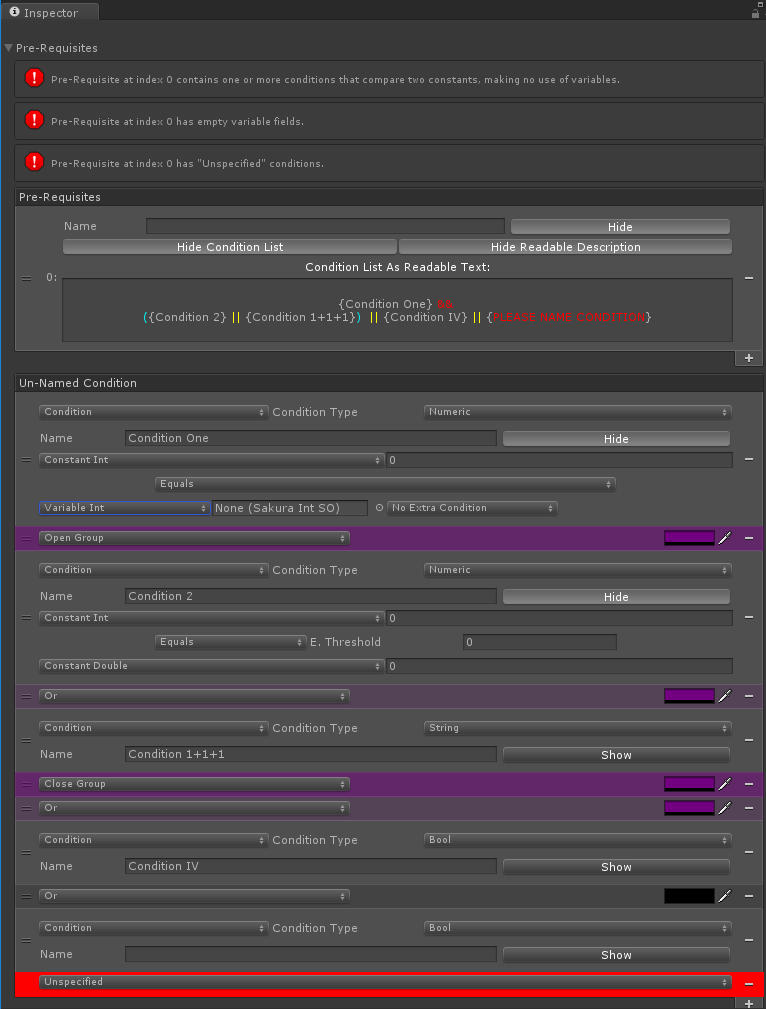 Inspector
Pre-Requisites
Pre-Requisite at index 0 contains one or more conditions that compare two constants, making no use of variables.
Pre-Requisite at index 0 has empty variable fields.
Pre-Requisite at index 0 has "Unspecified" conditions.
Pre-Requisites
Name Hide
Hide Condition List Hide Readable Description
Condition List As Readable Text:
0:
{Condition One} &&
({Condition 2} || {Condition 1+1+1}) || {Condition IV} || {PLEASE NAME CONDITION}
Un-Named Condition
Condition Condition Type Numeric
Name Condition One Hide
Constant Int 0
Equals
Variable Int None (Sakura Int SO) No Extra Condition
Open Group
Condition Condition Type Numeric
Name Condition 2 Hide
Constant Int 0
Equals E. Threshold 0
Constant Double 0
Or
Condition Condition Type String
Name Condition 1+1+1 Show
Close Group
Or
Condition Condition Type Bool
Name Condition IV Show
Or
Condition Condition Type Bool
Name Show
Unspecified